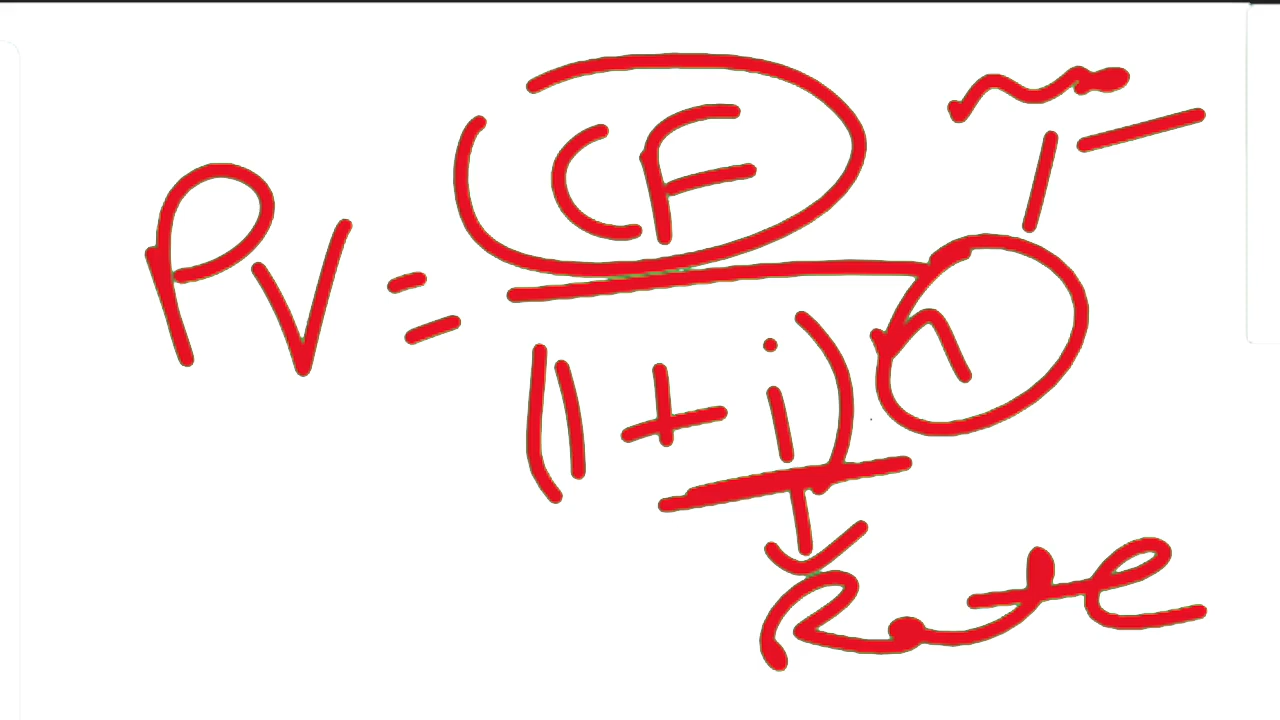 PV = CF / (1 + i)^n
Rate